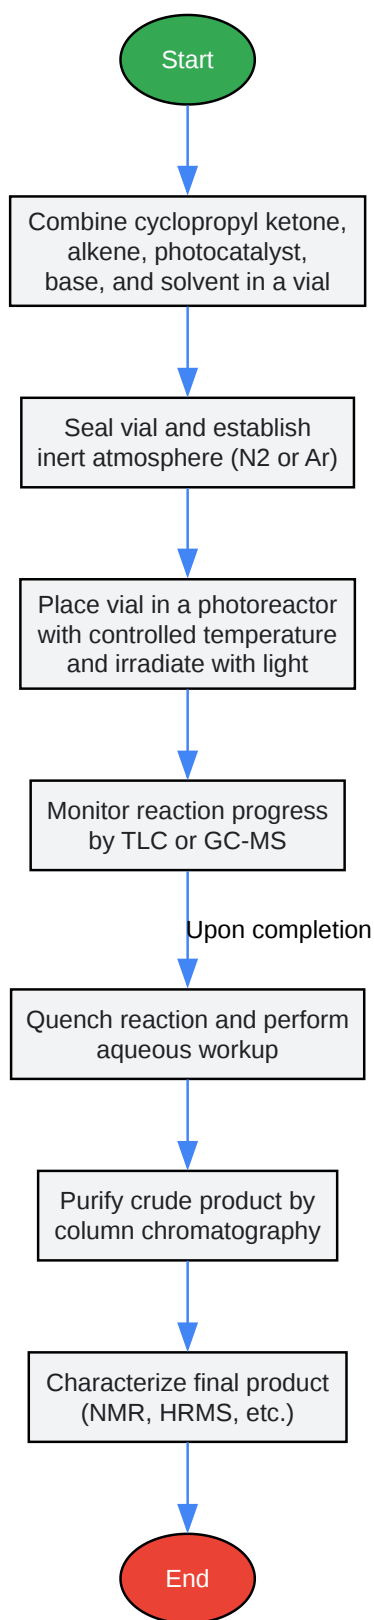 Start
Combine cyclopropyl ketone,
alkene, photocatalyst,
base, and solvent in a vial
Seal vial and establish
inert atmosphere (N2 or Ar)
Place vial in a photoreactor
with controlled temperature
and irradiate with light
Monitor reaction progress
by TLC or GC-MS
Upon completion
Quench reaction and perform
aqueous workup
Purify crude product by
column chromatography
Characterize final product
(NMR, HRMS, etc.)
End